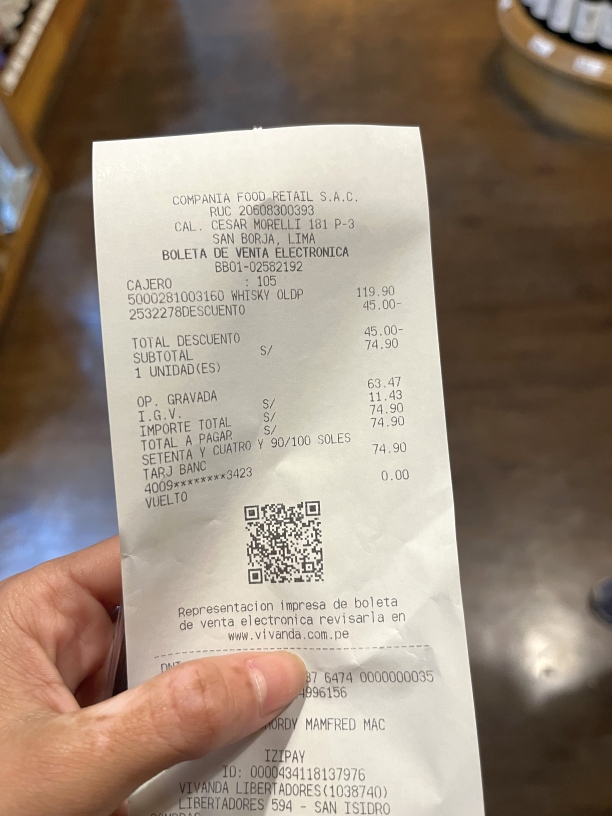 COMPANIA FOOD RETAIL S.A.C.
RUC 20608300393
CAL. CESAR MORELLI 181 P-3
SAN BORJA, LIMA
BOLETA DE VENTA ELECTRONICA
BB01-02582192
CAJERO : 105
5000281003160 WHISKY OLDP 119.90
2532278DESCUENTO 45.00-
TOTAL DESCUENTO 45.00-
SUBTOTAL S/ 74.90
1 UNIDAD(ES)
OP. GRAVADA 63.47
I.G.V. S/ 11.43
IMPORTE TOTAL S/ 74.90
TOTAL A PAGAR S/ 74.90
SETENTA Y CUATRO Y 90/100 SOLES
TARJ BANC 74.90
4009********3423
VUELTO 0.00
Representacion impresa de boleta
de venta electronica revisarla en
www.vivanda.com.pe
DNI
37 6474 0000000035
4996156
MAMFRED MAC
IZIPAY
ID: 0000434118137976
VIVANDA LIBERTADORES(1038740)
LIBERTADORES 594 - SAN ISIDRO